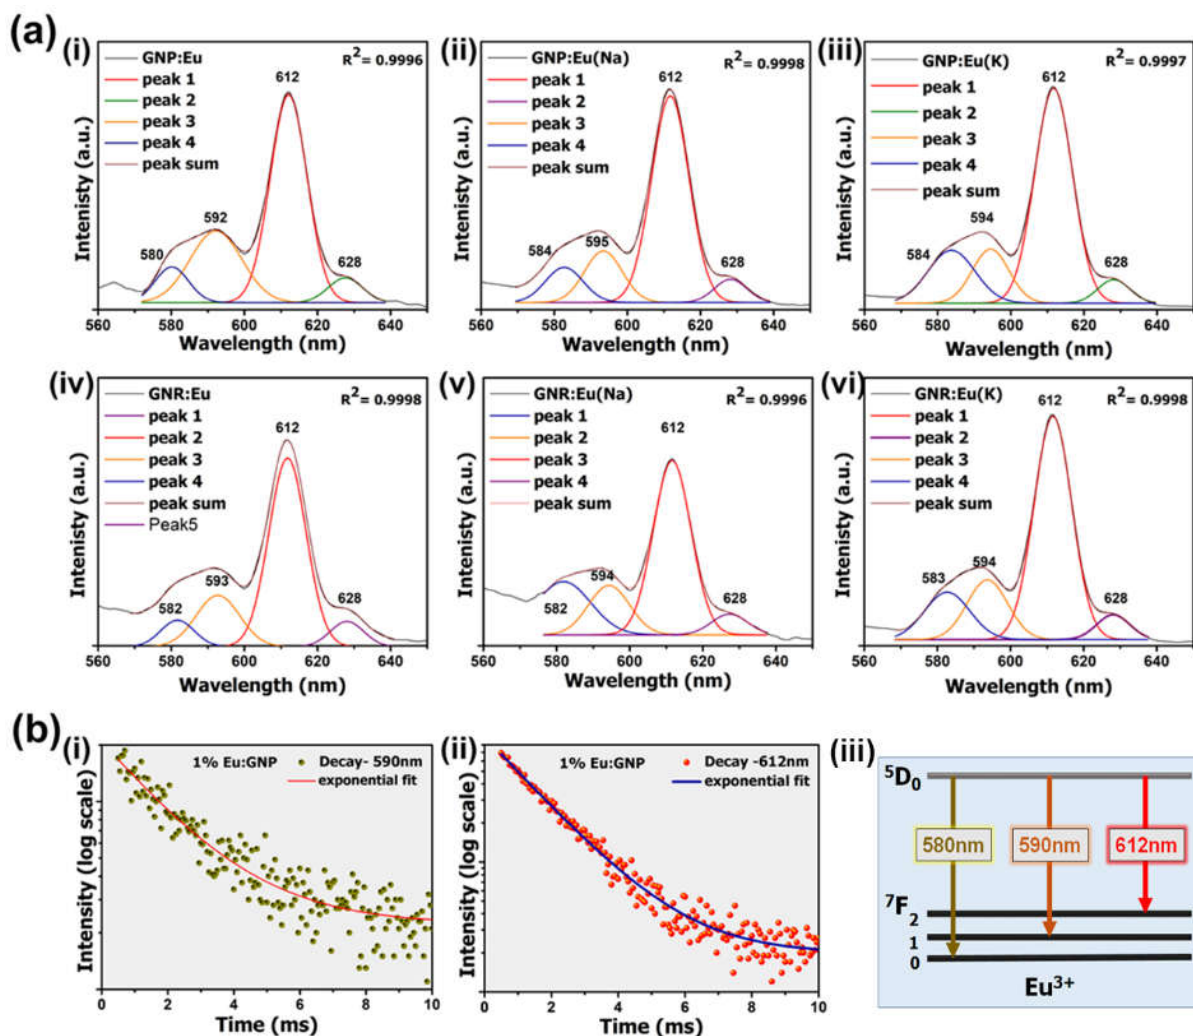 (a)
(i)
GNP:Eu
peak 1
peak 2
peak 3
peak 4
peak sum
R² = 0.9996
612
592
580
628
Intenisty (a.u.)
560 580 600 620 640
Wavelength (nm)
(ii)
GNP:Eu(Na)
peak 1
peak 2
peak 3
peak 4
peak sum
R² = 0.9998
612
584
595
628
Intenisty (a.u.)
560 580 600 620 640
Wavelength (nm)
(iii)
GNP:Eu(K)
peak 1
peak 2
peak 3
peak 4
peak sum
R² = 0.9997
612
594
584
628
Intenisty (a.u.)
560 580 600 620 640
Wavelength (nm)
(iv)
GNR:Eu
peak 1
peak 2
peak 3
peak 4
peak sum
Peak5
R² = 0.9998
612
593
582
628
Intenisty (a.u.)
560 580 600 620 640
Wavelength (nm)
(v)
GNR:Eu(Na)
peak 1
peak 2
peak 3
peak 4
peak sum
R² = 0.9996
612
594
582
628
Intenisty (a.u.)
560 580 600 620 640
Wavelength (nm)
(vi)
GNR:Eu(K)
peak 1
peak 2
peak 3
peak 4
peak sum
R² = 0.9998
612
583
594
628
Intenisty (a.u.)
560 580 600 620 640
Wavelength (nm)
(b)
(i)
1% Eu:GNP
Decay- 590nm
exponential fit
Intensity (log scale)
0 2 4 6 8 10
Time (ms)
(ii)
1% Eu:GNP
Decay -612nm
exponential fit
Intensity (log scale)
0 2 4 6 8 10
Time (ms)
(iii)
⁵D₀
580nm 590nm 612nm
⁷F
2
1
0
Eu³⁺